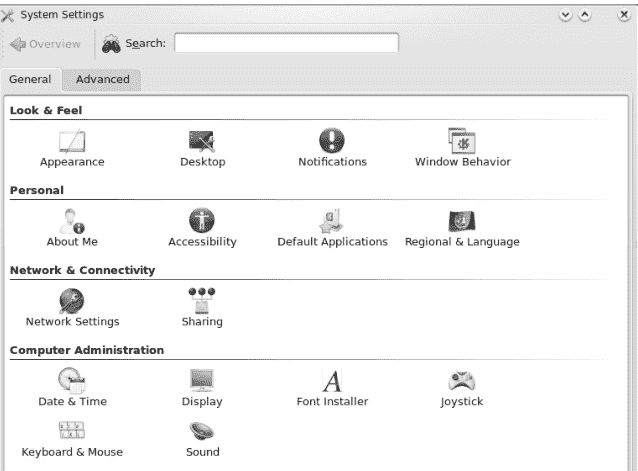 System Settings
Overview Search:
General Advanced
Look & Feel
Appearance Desktop Notifications Window Behavior
Personal
About Me Accessibility Default Applications Regional & Language
Network & Connectivity
Network Settings Sharing
Computer Administration
Date & Time Display Font Installer Joystick
Keyboard & Mouse Sound